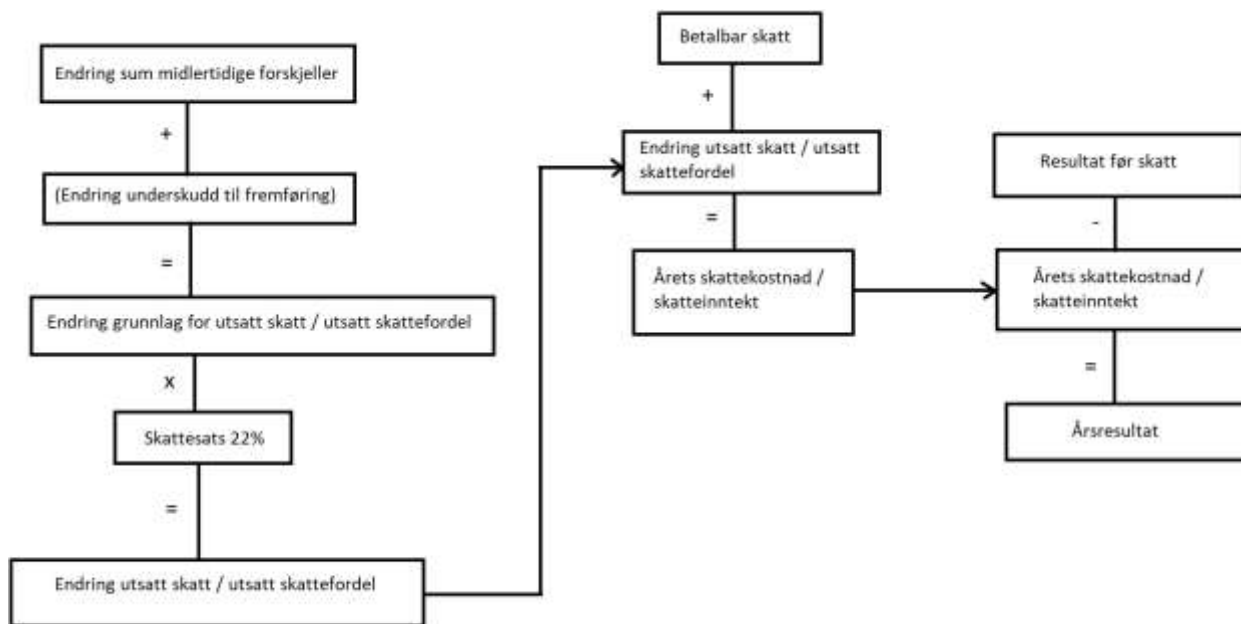 Endring sum midlertidige forskjeller
+
(Endring underskudd til fremføring)
=
Endring grunnlag for utsatt skatt / utsatt skattefordel
x
Skattesats 22%
=
Endring utsatt skatt / utsatt skattefordel
Betalbar skatt
+
Endring utsatt skatt / utsatt
skattefordel
=
Årets skattekostnad /
skatteinntekt
Resultat før skatt
-
Årets skattekostnad /
skatteinntekt
=
Årsresultat